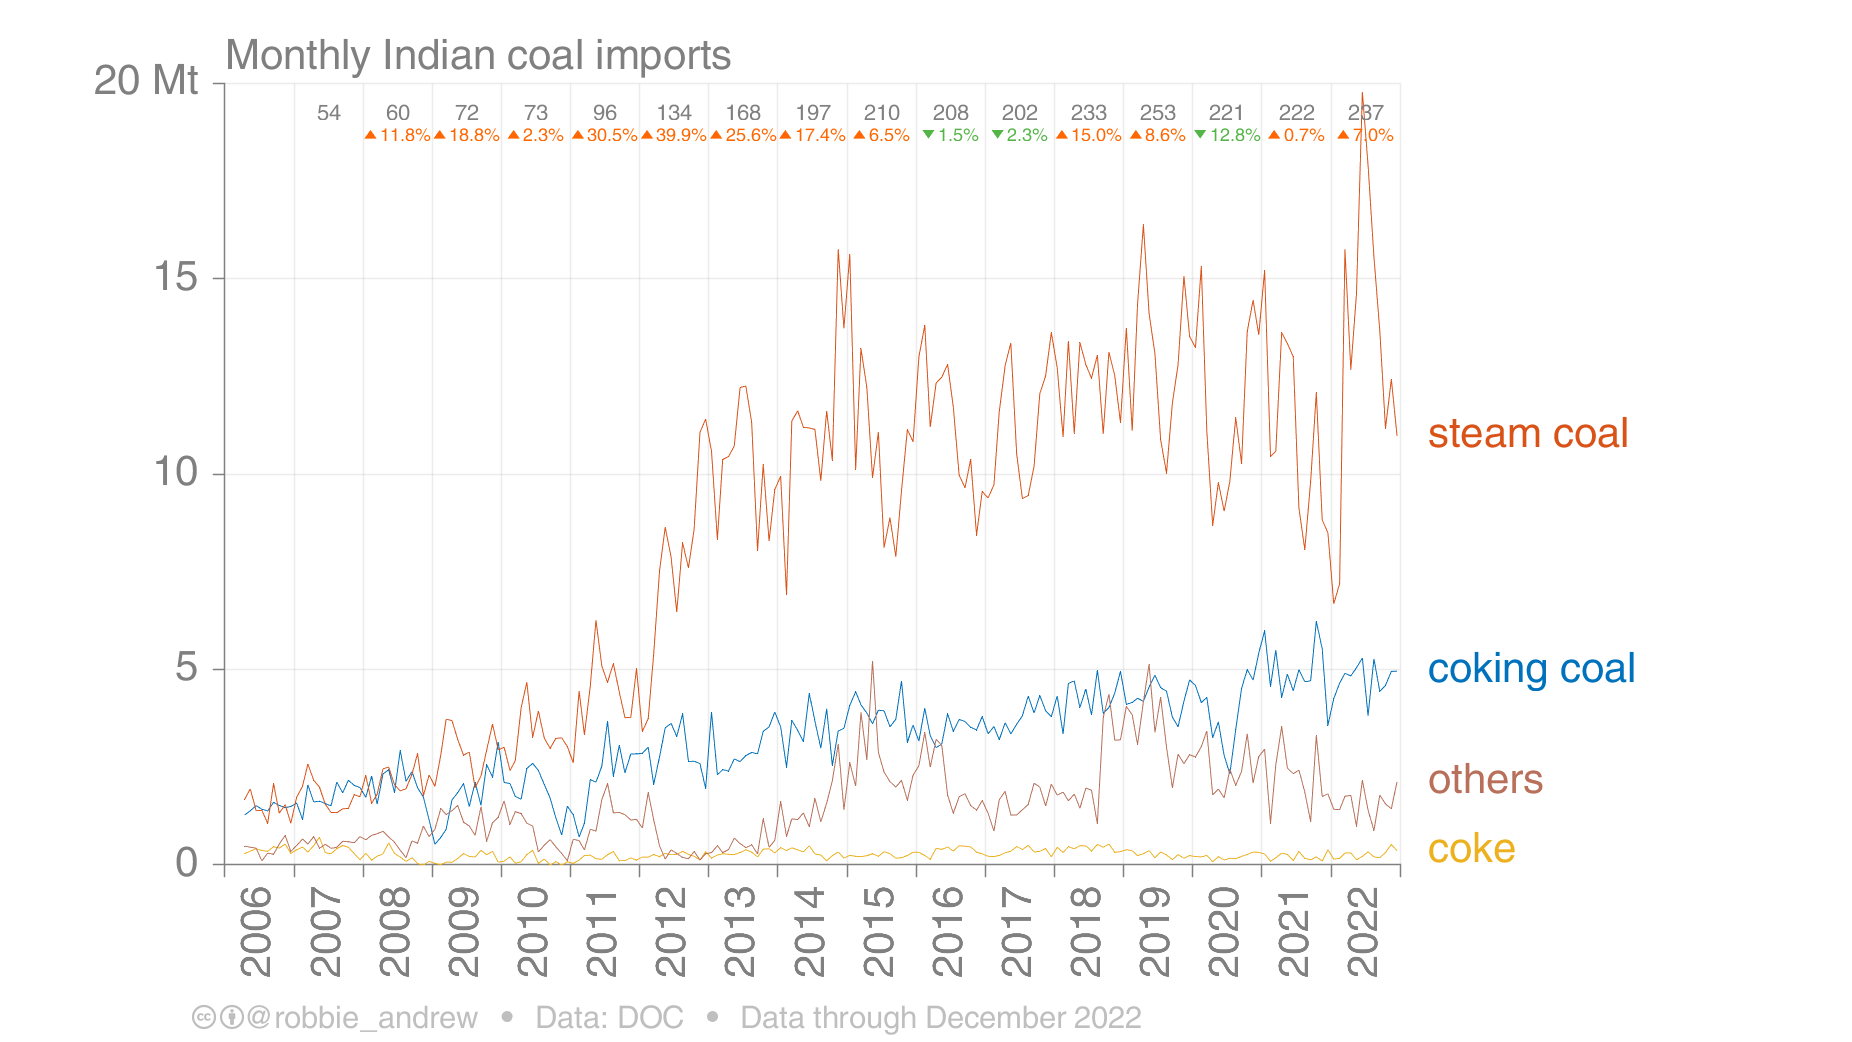 Monthly Indian coal imports
20 Mt
54 60 72 73 96 134 168 197 210 208 202 233 253 221 222 237
▲ 11.8% ▲ 18.8% ▲ 2.3% ▲ 30.5% ▲ 39.9% ▲ 25.6% ▲ 17.4% ▲ 6.5% ▼ 1.5% ▼ 2.3% ▲ 15.0% ▲ 8.6% ▼ 12.8% ▲ 0.7% ▲ 7.0%
15
steam coal
10
coking coal
5
others
coke
0
2006 2007 2008 2009 2010 2011 2012 2013 2014 2015 2016 2017 2018 2019 2020 2021 2022
@robbie_andrew • Data: DOC • Data through December 2022